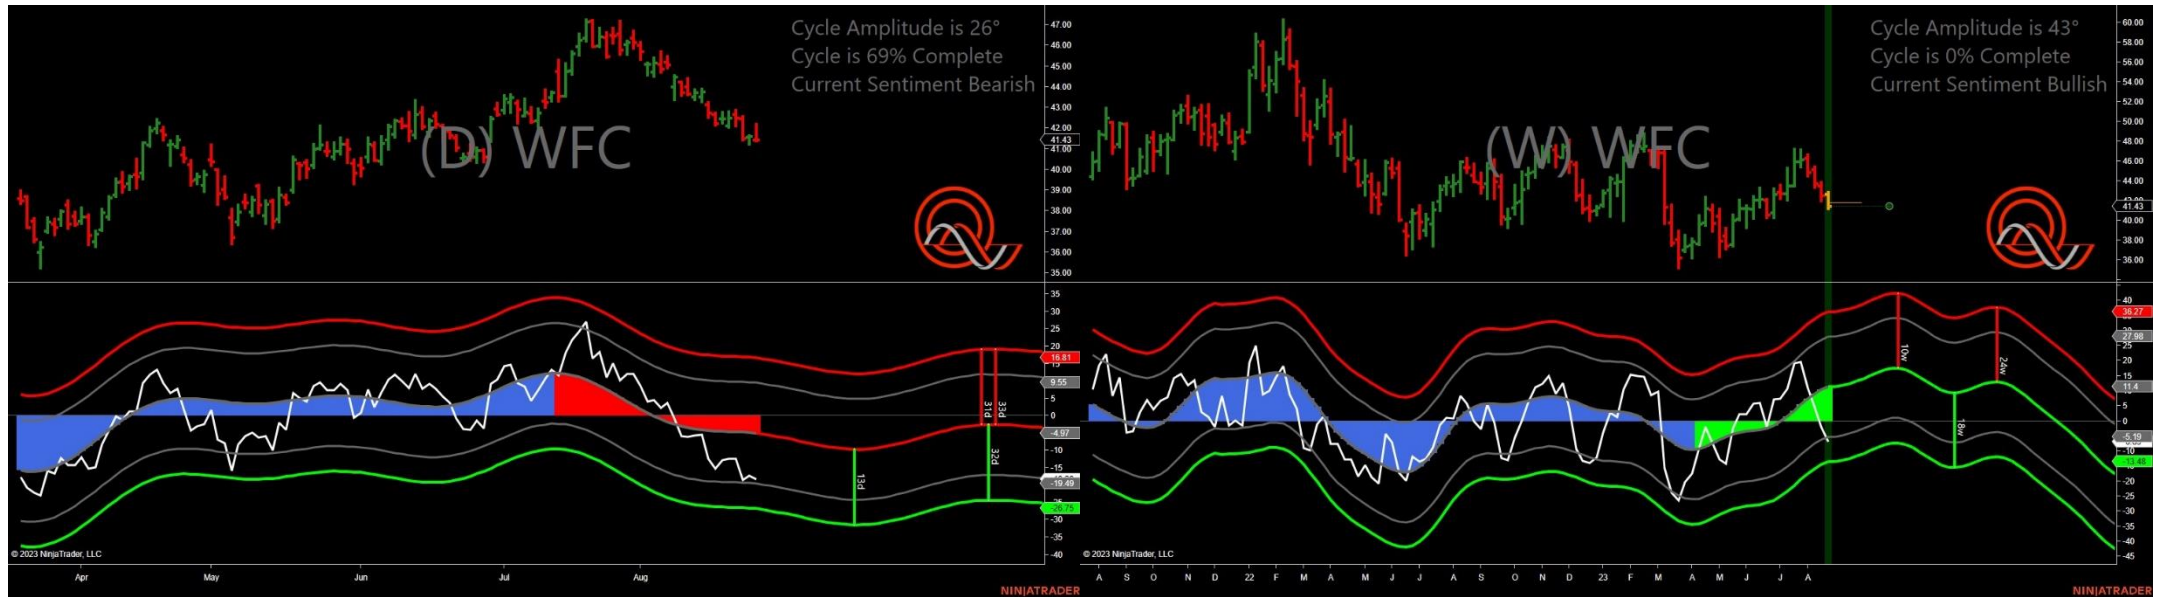 Cycle Amplitude is 26°
Cycle is 69% Complete
Current Sentiment Bearish
(D) WFC
47.00
46.00
45.00
44.00
43.00
42.00
41.43
41.00
40.00
39.00
38.00
37.00
36.00
35.00
35
30
25
20
16.81
15
9.55
5
0
-4.97
-10
-15
-19.49
-26.75
-30
-35
-40
13d
31d
33d
32d
© 2023 NinjaTrader, LLC
Apr May Jun Jul Aug
NINJATRADER
Cycle Amplitude is 43°
Cycle is 0% Complete
Current Sentiment Bullish
(W) WFC
60.00
58.00
56.00
54.00
52.00
50.00
48.00
46.00
44.00
41.43
40.00
38.00
36.00
40
36.27
27.98
25
20
15
11.4
5
0
-5.19
-10
-13.48
-20
-25
-30
-35
-40
-45
10w
24w
18w
© 2023 NinjaTrader, LLC
A S O N D 22 F M A M J J A S O N D 23 F M A M J J A
NINJATRADER